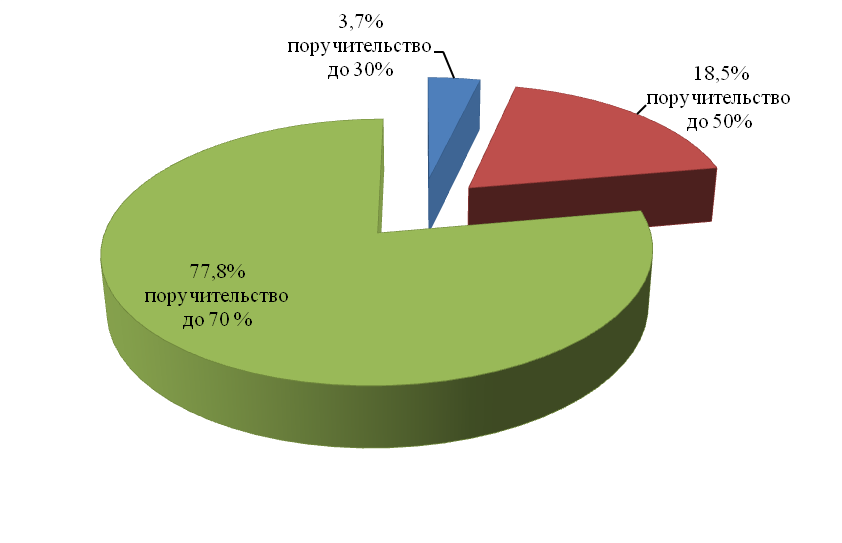 3,7%
поручительство
до 30%
18,5%
поручительство
до 50%
77,8%
поручительство
до 70 %